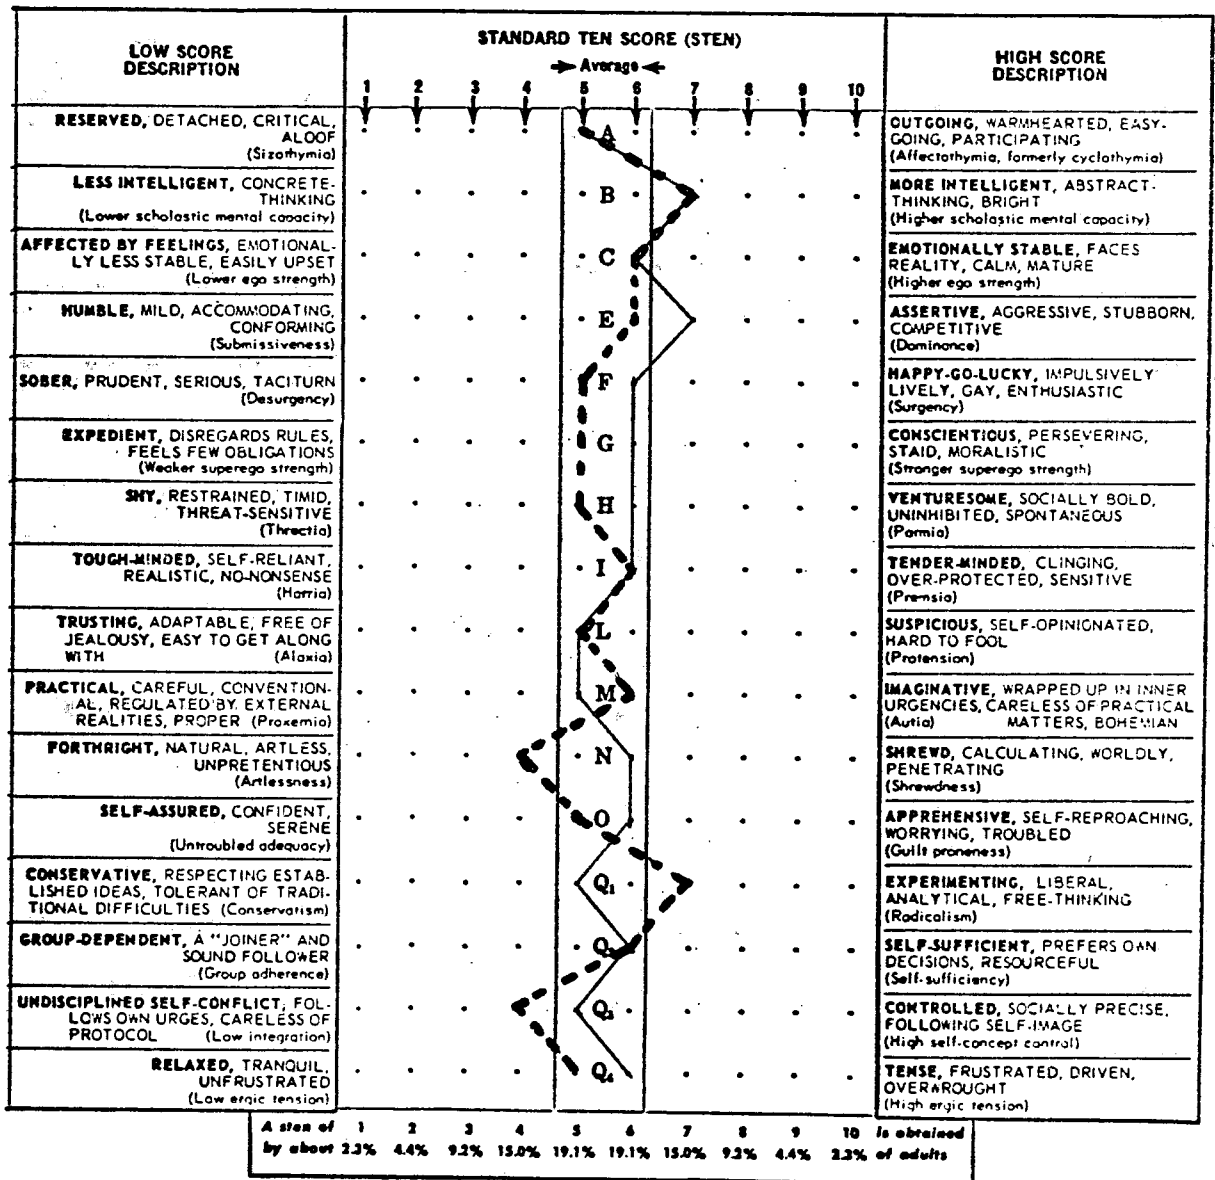 LOW SCORE
DESCRIPTION
STANDARD TEN SCORE (STEN)
Average
1 2 3 4 5 6 7 8 9 10
HIGH SCORE
DESCRIPTION
RESERVED, DETACHED, CRITICAL,
ALOOF
(Sizothymia)
A
OUTGOING, WARMHEARTED, EASY-
GOING, PARTICIPATING
(Affectothymia, formerly cyclothymia)
LESS INTELLIGENT, CONCRETE-
THINKING
(Lower scholastic mental capacity)
B
MORE INTELLIGENT, ABSTRACT-
THINKING, BRIGHT
(Higher scholastic mental capacity)
AFFECTED BY FEELINGS, EMOTIONAL-
LY LESS STABLE, EASILY UPSET
(Lower ego strength)
C
EMOTIONALLY STABLE, FACES
REALITY, CALM, MATURE
(Higher ego strength)
HUMBLE, MILD, ACCOMMODATING,
CONFORMING
(Submissiveness)
E
ASSERTIVE, AGGRESSIVE, STUBBORN,
COMPETITIVE
(Dominance)
SOBER, PRUDENT, SERIOUS, TACITURN
(Desurgency)
F
HAPPY-GO-LUCKY, IMPULSIVELY
LIVELY, GAY, ENTHUSIASTIC
(Surgency)
EXPEDIENT, DISREGARDS RULES,
FEELS FEW OBLIGATIONS
(Weaker superego strength)
G
CONSCIENTIOUS, PERSEVERING,
STAID, MORALISTIC
(Stronger superego strength)
SHY, RESTRAINED, TIMID,
THREAT-SENSITIVE
(Threctia)
H
VENTURESOME, SOCIALLY BOLD,
UNINHIBITED, SPONTANEOUS
(Parmia)
TOUGH-MINDED, SELF-RELIANT,
REALISTIC, NO-NONSENSE
(Harria)
I
TENDER-MINDED, CLINGING,
OVER-PROTECTED, SENSITIVE
(Premsia)
TRUSTING, ADAPTABLE, FREE OF
JEALOUSY, EASY TO GET ALONG
WITH (Alaxia)
L
SUSPICIOUS, SELF-OPINIONATED,
HARD TO FOOL
(Protension)
PRACTICAL, CAREFUL, CONVENTION-
AL, REGULATED BY EXTERNAL
REALITIES, PROPER (Praxernia)
M
IMAGINATIVE, WRAPPED UP IN INNER
URGENCIES, CARELESS OF PRACTICAL
(Autia) MATTERS, BOHEMIAN
FORTHRIGHT, NATURAL, ARTLESS,
UNPRETENTIOUS
(Artlessness)
N
SHREWD, CALCULATING, WORLDLY,
PENETRATING
(Shrewdness)
SELF-ASSURED, CONFIDENT,
SERENE
(Untroubled adequacy)
O
APPREHENSIVE, SELF-REPROACHING,
WORRYING, TROUBLED
(Guilt proneness)
CONSERVATIVE, RESPECTING ESTAB-
LISHED IDEAS, TOLERANT OF TRADI-
TIONAL DIFFICULTIES (Conservatism)
Q1
EXPERIMENTING, LIBERAL,
ANALYTICAL, FREE-THINKING
(Radicalism)
GROUP-DEPENDENT, A "JOINER" AND
SOUND FOLLOWER
(Group adherence)
Q2
SELF-SUFFICIENT, PREFERS OWN
DECISIONS, RESOURCEFUL
(Self-sufficiency)
UNDISCIPLINED SELF-CONFLICT, FOL-
LOWS OWN URGES, CARELESS OF
PROTOCOL (Low integration)
Q3
CONTROLLED, SOCIALLY PRECISE,
FOLLOWING SELF-IMAGE
(High self-concept control)
RELAXED, TRANQUIL,
UNFRUSTRATED
(Low ergic tension)
Q4
TENSE, FRUSTRATED, DRIVEN,
OVERWROUGHT
(High ergic tension)
A sten of 1 2 3 4 5 6 7 8 9 10 is obtained
by about 2.3% 4.4% 9.2% 15.0% 19.1% 19.1% 15.0% 9.2% 4.4% 2.3% of adults